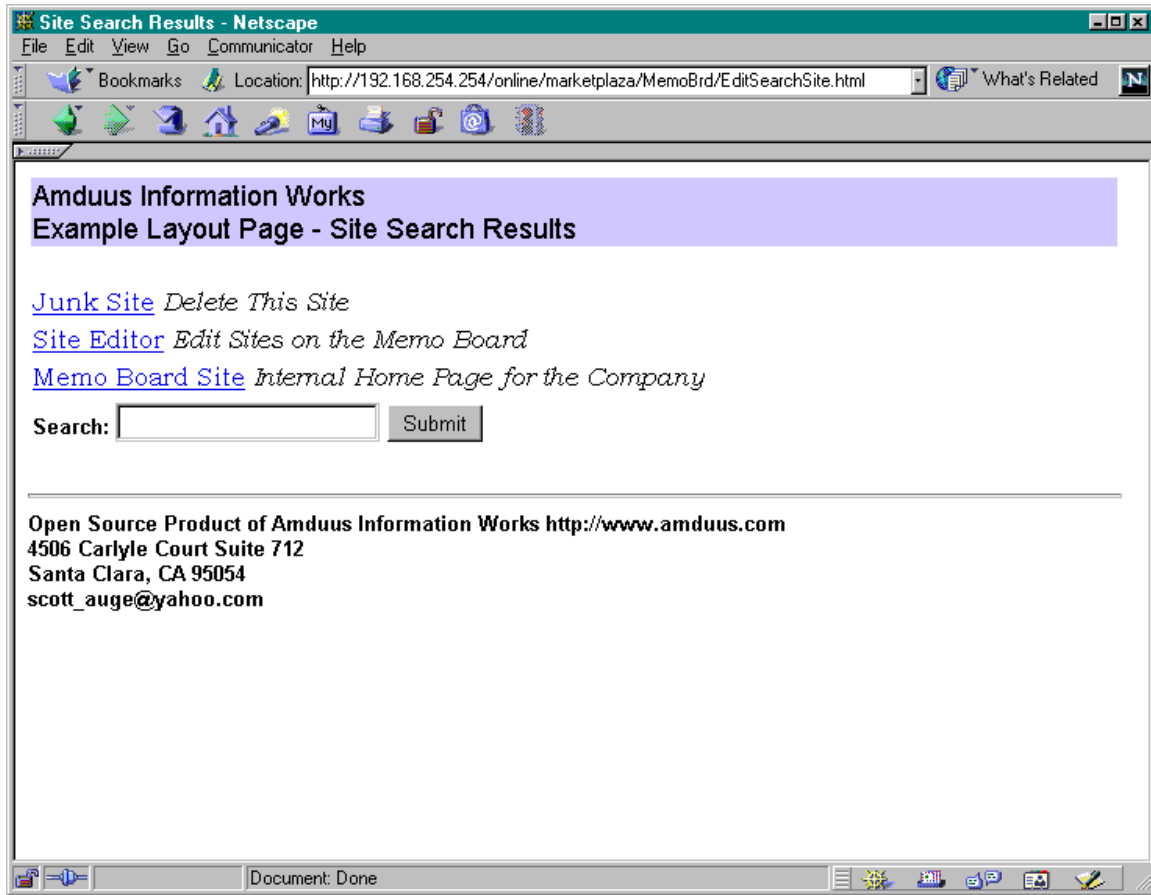 Site Search Results - Netscape
File Edit View Go Communicator Help
Bookmarks Location: http://192.168.254.254/online/marketplaza/MemoBrd/EditSearchSite.html What's Related N
My
Amduus Information Works
Example Layout Page - Site Search Results
Junk Site Delete This Site
Site Editor Edit Sites on the Memo Board
Memo Board Site Internal Home Page for the Company
Search: Submit
Open Source Product of Amduus Information Works http://www.amduus.com
4506 Carlyle Court Suite 712
Santa Clara, CA 95054
scott_auge@yahoo.com
Document: Done